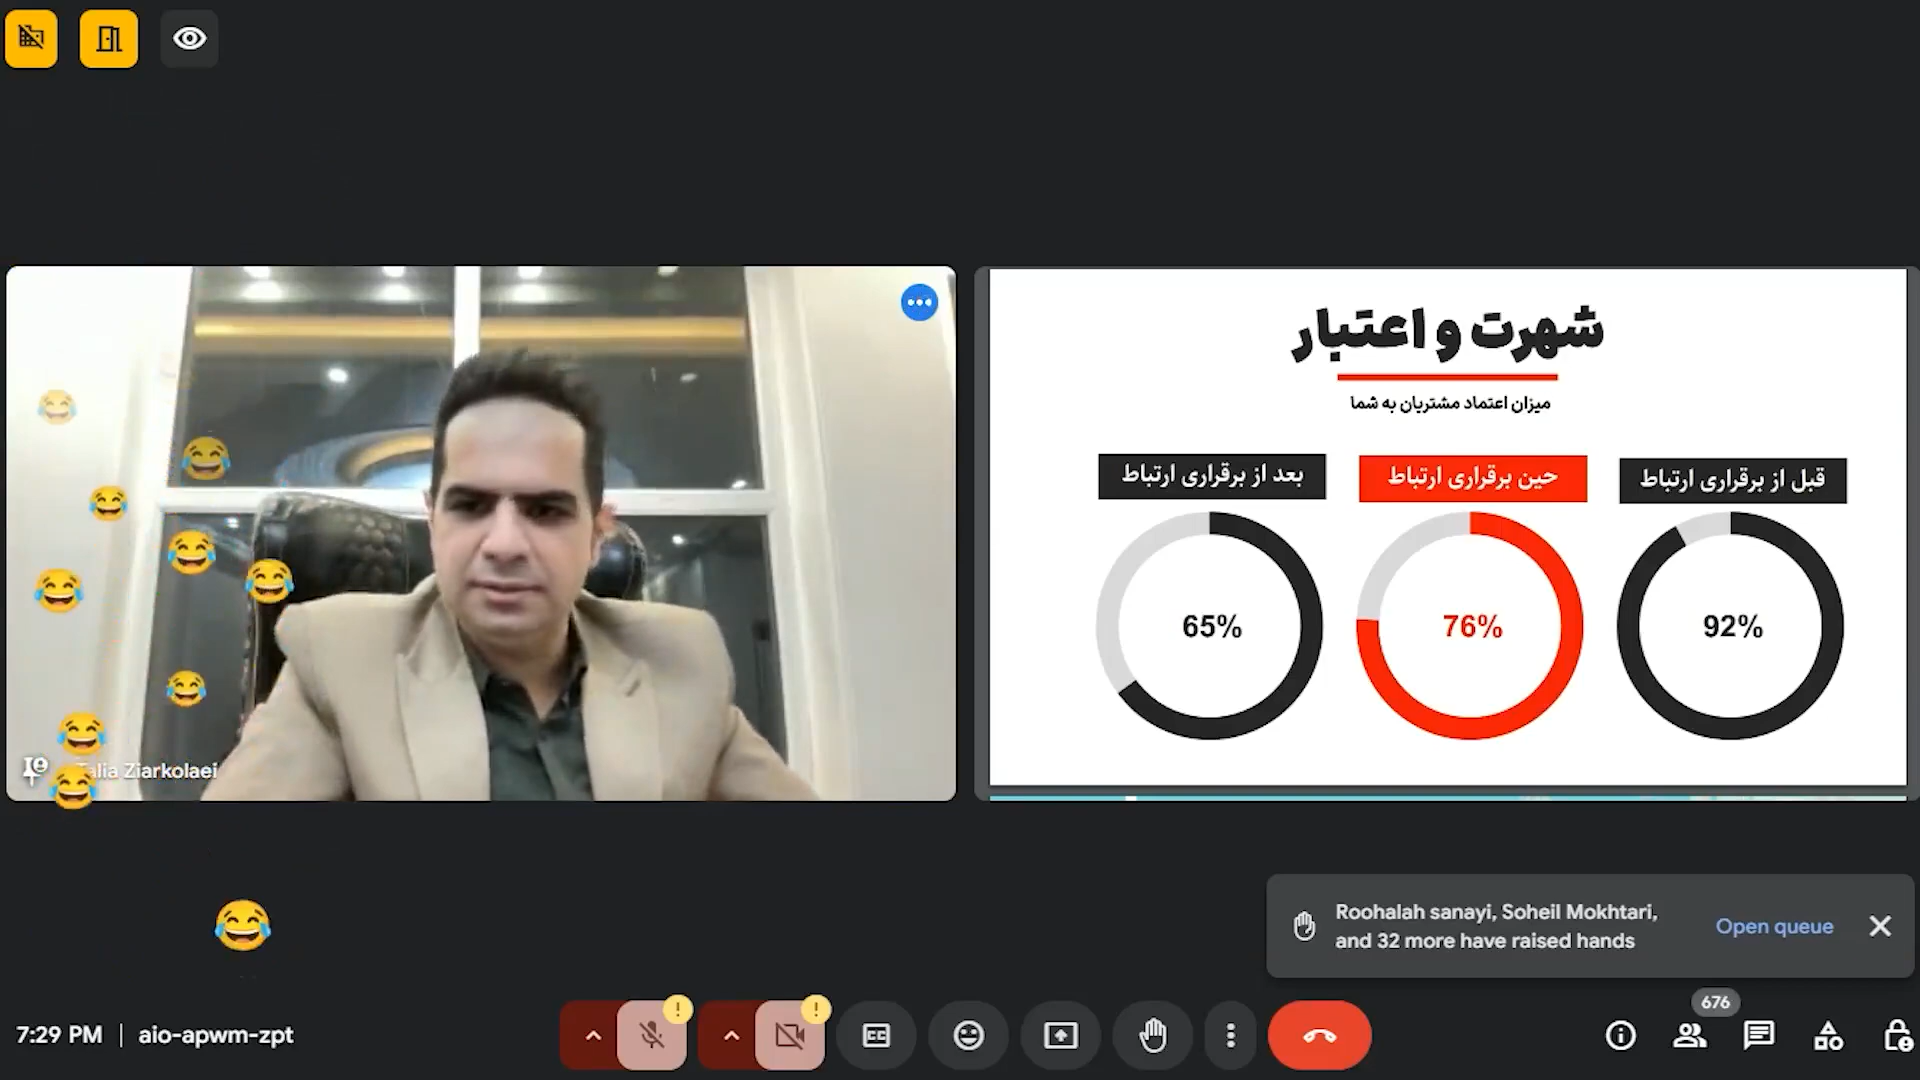 Talia Ziarkolaei
شهرت و اعتبار
میزان اعتماد مشتریان به شما
قبل از برقراری ارتباط
حین برقراری ارتباط
بعد از برقراری ارتباط
92%
76%
65%
Roohalah sanayi, Soheil Mokhtari,
and 32 more have raised hands
Open queue
7:29 PM | aio-apwm-zpt
676